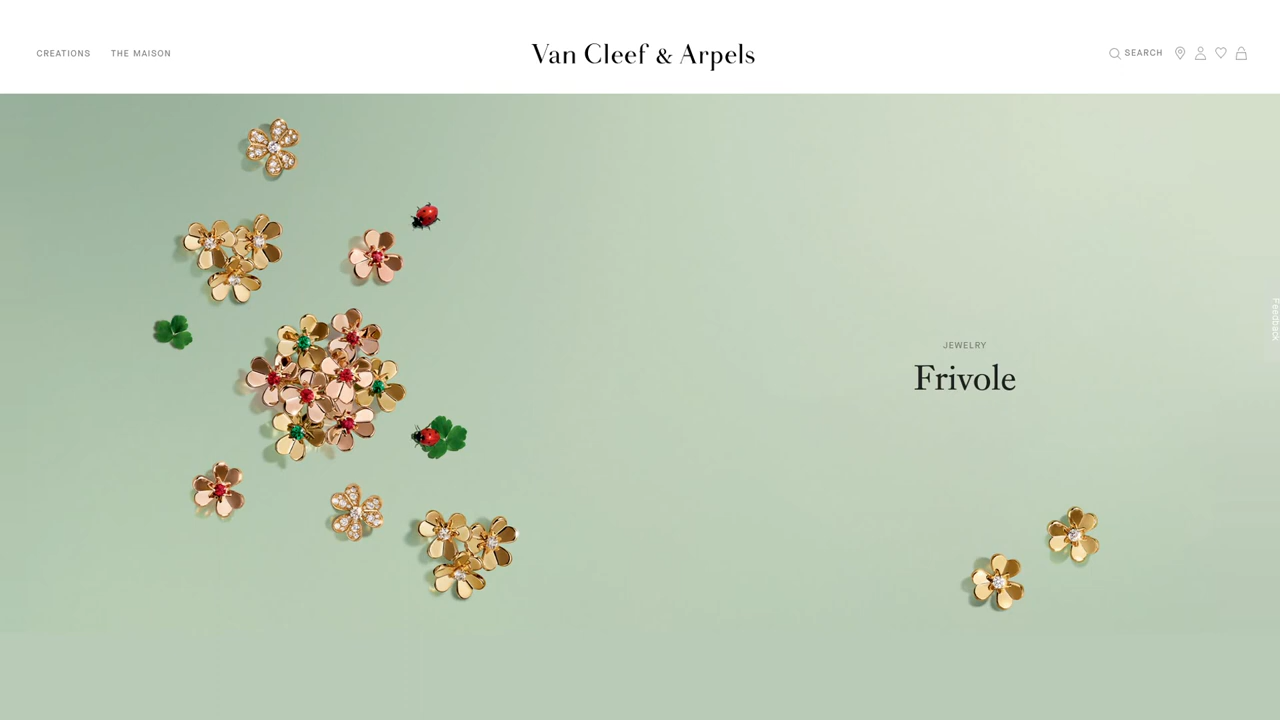 CREATIONS
THE MAISON
Van Cleef & Arpels
SEARCH
Feedback
JEWELRY
Frivole